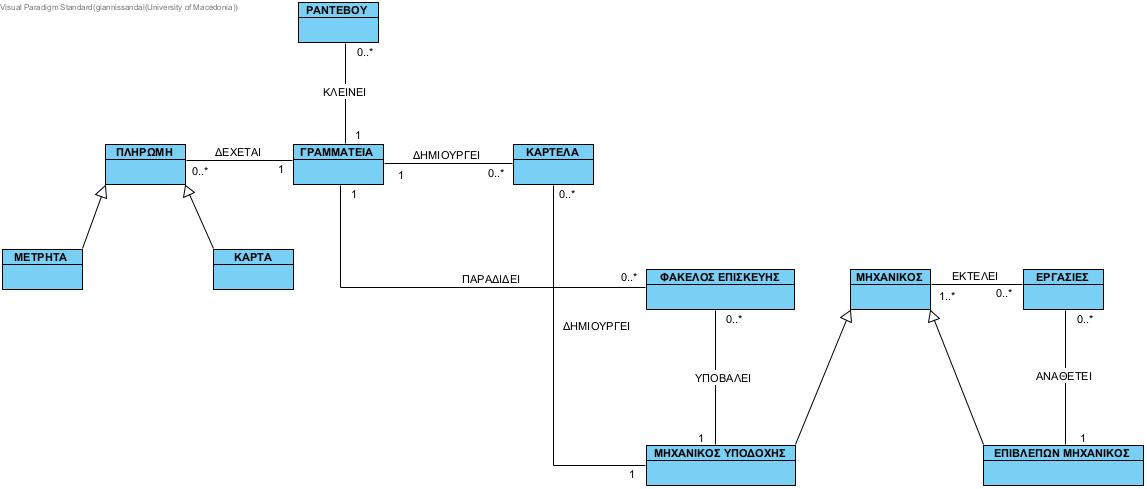 Visual Paradigm Standard(giannissandal(University of Macedonia))
ΡΑΝΤΕΒΟΥ
0..*
ΚΛΕΙΝΕΙ
1
ΠΛΗΡΩΜΗ
ΔΕΧΕΤΑΙ
0..*
1
ΓΡΑΜΜΑΤΕΙΑ
ΔΗΜΙΟΥΡΓΕΙ
1
0..*
ΚΑΡΤΕΛΑ
1
0..*
ΜΕΤΡΗΤΑ
ΚΑΡΤΑ
ΠΑΡΑΔΙΔΕΙ
0..*
ΦΑΚΕΛΟΣ ΕΠΙΣΚΕΥΗΣ
ΜΗΧΑΝΙΚΟΣ
ΕΚΤΕΛΕΙ
1..*
0..*
ΕΡΓΑΣΙΕΣ
0..*
0..*
ΔΗΜΙΟΥΡΓΕΙ
ΥΠΟΒΑΛΕΙ
ΑΝΑΘΕΤΕΙ
1
1
ΜΗΧΑΝΙΚΟΣ ΥΠΟΔΟΧΗΣ
ΕΠΙΒΛΕΠΩΝ ΜΗΧΑΝΙΚΟΣ
1